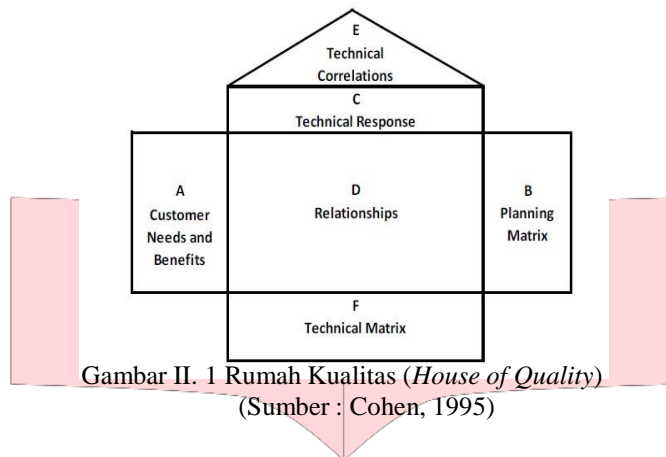 E
Technical
Correlations
C
Technical Response
A
Customer
Needs and
Benefits
D
Relationships
B
Planning
Matrix
F
Technical Matrix
Gambar II. 1 Rumah Kualitas (House of Quality)
(Sumber : Cohen, 1995)